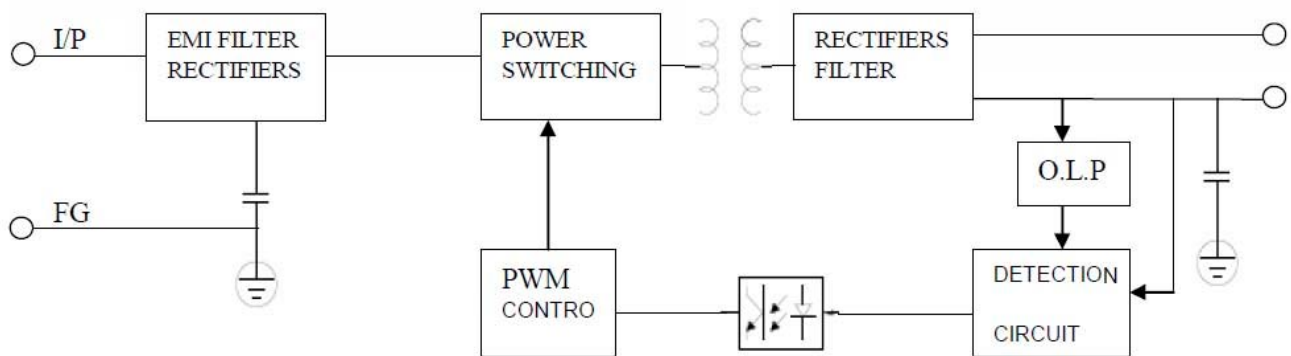 I/P
EMI FILTER
RECTIFIERS
POWER
SWITCHING
RECTIFIERS
FILTER
O.L.P
FG
PWM
CONTRO
DETECTION
CIRCUIT